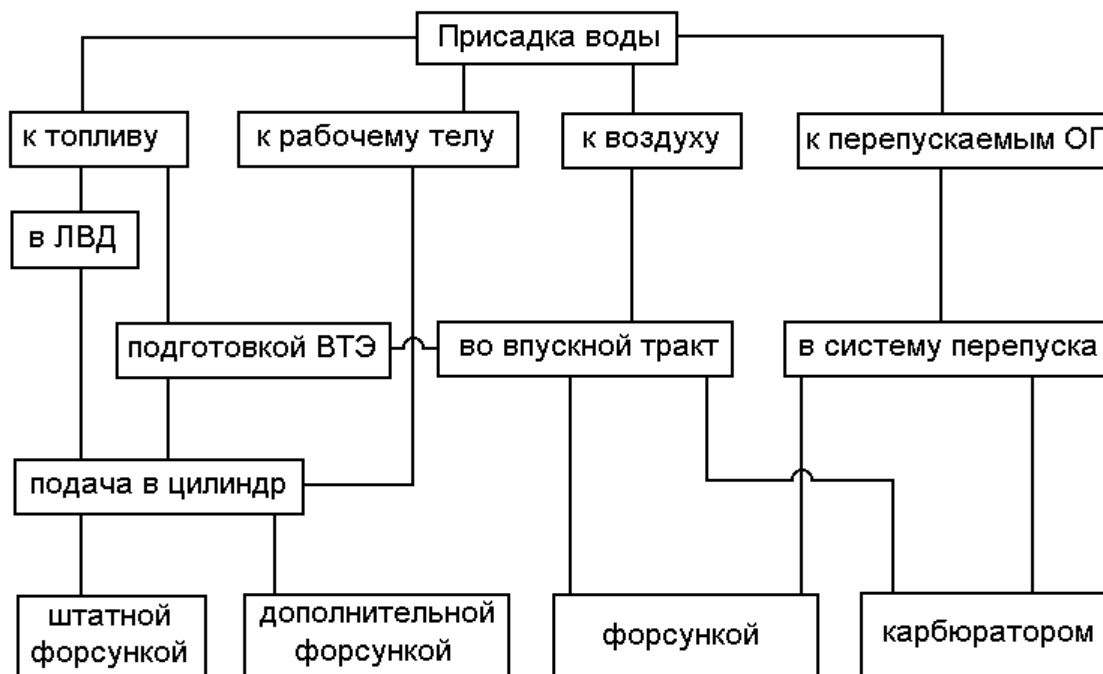 Присадка воды
к топливу
к рабочему телу
к воздуху
к перепускаемым ОГ
в ЛВД
подготовкой ВТЭ
во впускной тракт
в систему перепуска
подача в цилиндр
штатной
форсункой
дополнительной
форсункой
форсункой
карбюратором